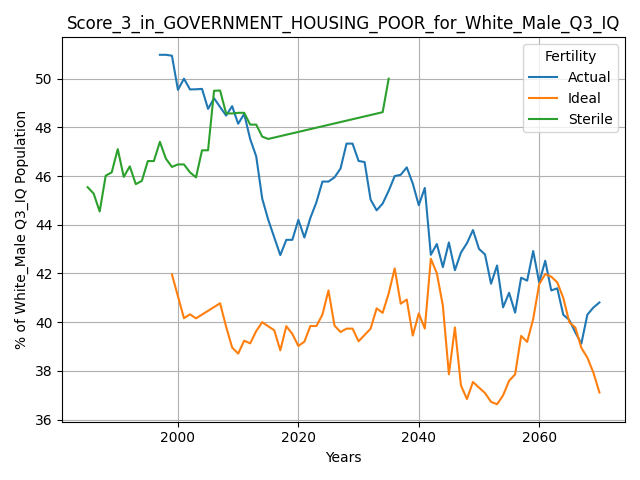 Score_3_in_GOVERNMENT_HOUSING_POOR_for_White_Male_Q3_IQ
Fertility
Actual
Ideal
Sterile
% of White_Male Q3_IQ Population
50
48
46
44
42
40
38
36
2000
2020
2040
2060
Years